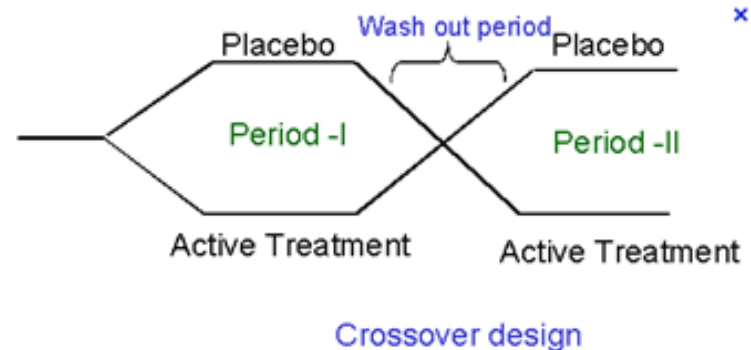 Wash out period
Placebo
Placebo
Period -I
Period -II
Active Treatment
Active Treatment
Crossover design